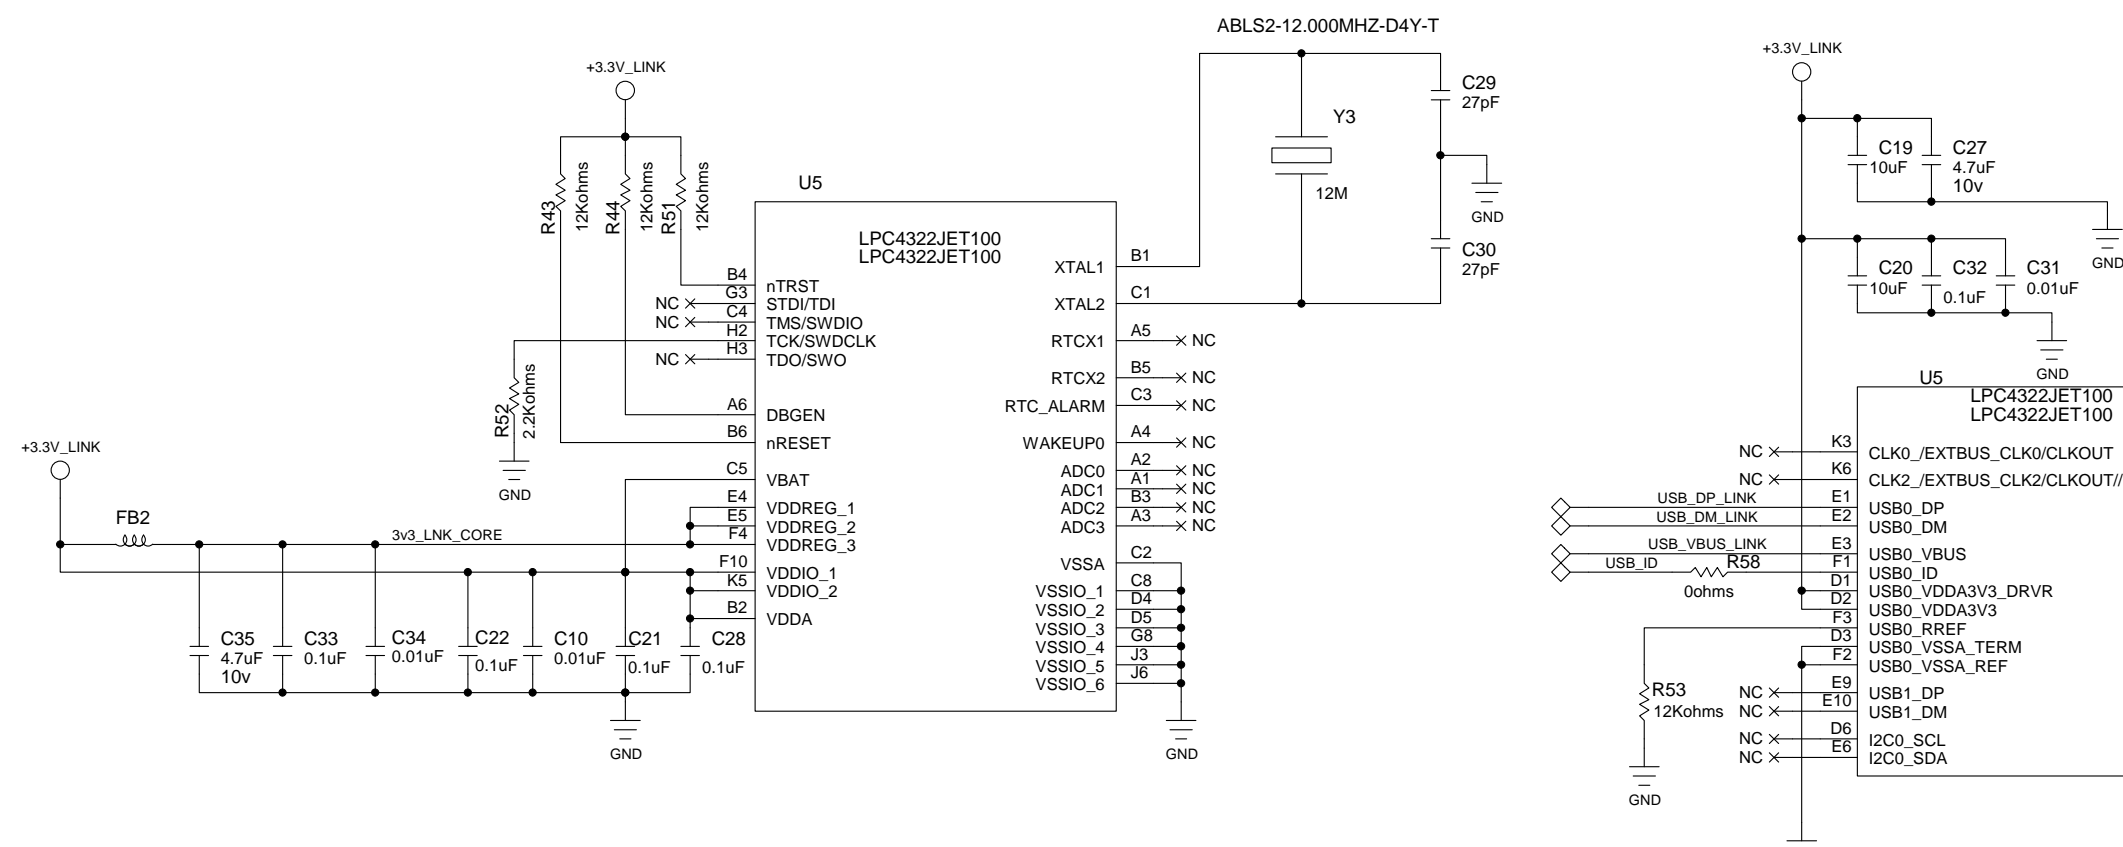 ABLS2-12.000MHZ-D4Y-T
+3.3V_LINK
R43
12Kohms
R44
12Kohms
R51
12Kohms
U5
LPC4322JET100
LPC4322JET100
B4
nTRST
NC
G3
STDI/TDI
NC
C4
TMS/SWDIO
H2
TCK/SWDCLK
NC
H3
TDO/SWO
R52
2.2Kohms
GND
A6
DBGEN
B6
nRESET
C5
VBAT
E4
VDDREG_1
E5
VDDREG_2
F4
VDDREG_3
F10
VDDIO_1
K5
VDDIO_2
B2
VDDA
+3.3V_LINK
FB2
3v3_LNK_CORE
C35
4.7uF
10v
C33
0.1uF
C34
0.01uF
C22
0.1uF
C10
0.01uF
C21
0.1uF
C28
0.1uF
GND
XTAL1
B1
XTAL2
C1
RTCX1
A5
NC
RTCX2
B5
NC
RTC_ALARM
C3
NC
WAKEUP0
A4
NC
ADC0
A2
NC
ADC1
A1
NC
ADC2
B3
NC
ADC3
A3
NC
VSSA
C2
VSSIO_1
C8
VSSIO_2
D4
VSSIO_3
D5
VSSIO_4
G8
VSSIO_5
J3
VSSIO_6
J6
GND
Y3
12M
C29
27pF
GND
C30
27pF
+3.3V_LINK
C19
10uF
C27
4.7uF
10v
GND
C20
10uF
C32
0.1uF
C31
0.01uF
GND
U5
LPC4322JET100
LPC4322JET100
NC
K3
CLK0_/EXTBUS_CLK0/CLKOUT
NC
K6
CLK2_/EXTBUS_CLK2/CLKOUT//
USB_DP_LINK
E1
USB0_DP
USB_DM_LINK
E2
USB0_DM
USB_VBUS_LINK
E3
USB0_VBUS
USB_ID
R58
0ohms
F1
USB0_ID
D1
USB0_VDDA3V3_DRVR
D2
USB0_VDDA3V3
F3
USB0_RREF
D3
USB0_VSSA_TERM
F2
USB0_VSSA_REF
R53
12Kohms
GND
NC
E9
USB1_DP
NC
E10
USB1_DM
NC
D6
I2C0_SCL
NC
E6
I2C0_SDA